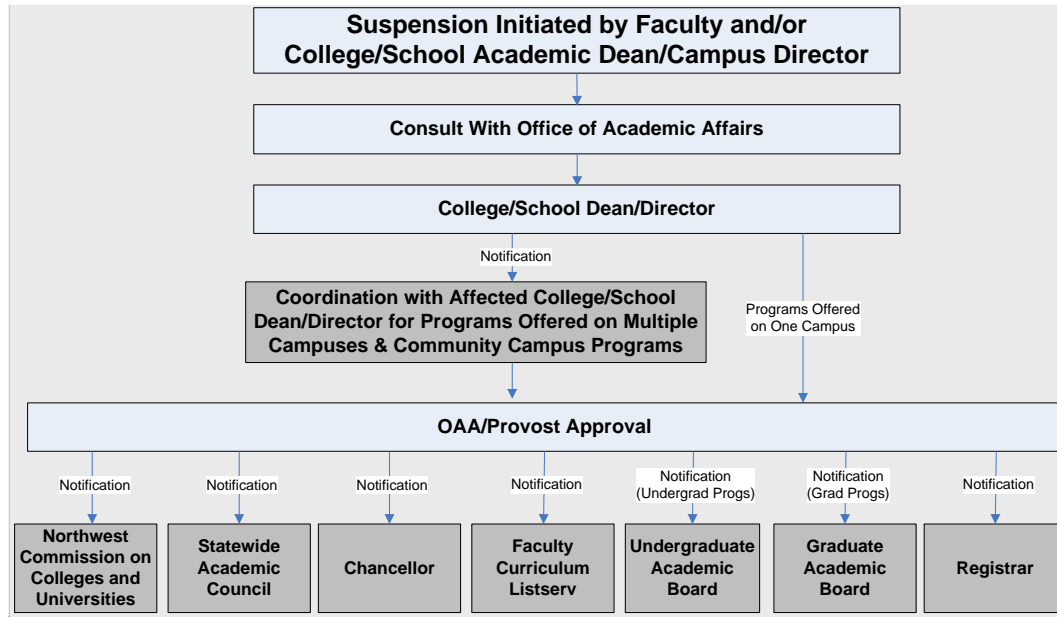 Suspension Initiated by Faculty and/or
College/School Academic Dean/Campus Director
Consult With Office of Academic Affairs
College/School Dean/Director
Notification
Coordination with Affected College/School
Dean/Director for Programs Offered on Multiple
Campuses & Community Campus Programs
Programs Offered
on One Campus
OAA/Provost Approval
Notification
Notification
Notification
Notification
Notification
(Undergrad Progs)
Notification
(Grad Progs)
Notification
Northwest
Commission on
Colleges and
Universities
Statewide
Academic
Council
Chancellor
Faculty
Curriculum
Listserv
Undergraduate
Academic
Board
Graduate
Academic
Board
Registrar